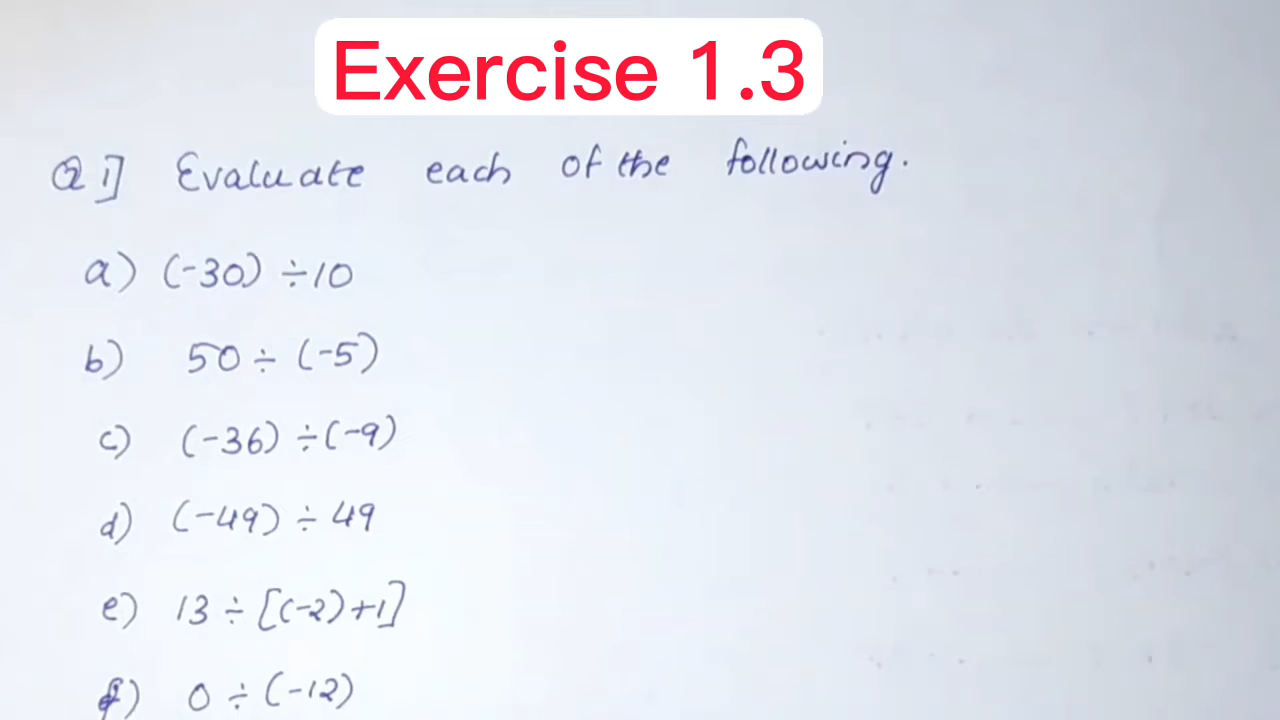 Exercise 1.3
Q1] Evaluate each of the following.
a) (-30) ÷ 10
b) 50 ÷ (-5)
c) (-36) ÷ (-9)
d) (-49) ÷ 49
e) 13 ÷ [(-2)+1]
f) 0 ÷ (-12)